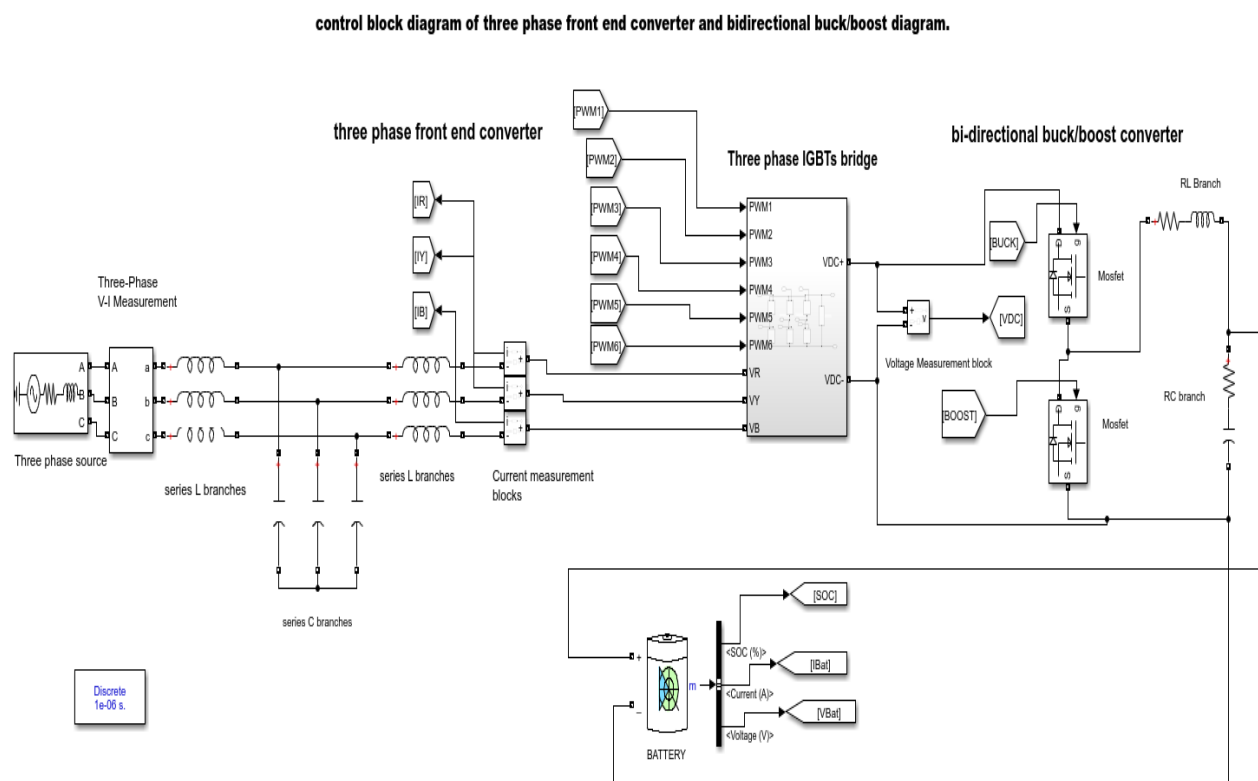 control block diagram of three phase front end converter and bidirectional buck/boost diagram.
three phase front end converter
Three phase IGBTs bridge
bi-directional buck/boost converter
[PWM1]
[PWM2]
[PWM3]
[PWM4]
[PWM5]
[PWM6]
[IR]
[IY]
[IB]
PWM1
PWM2
PWM3
PWM4
PWM5
PWM6
VR
VY
VB
VDC+
VDC-
Three-Phase
V-I Measurement
A
B
C
A
B
C
a
b
c
Three phase source
series L branches
series L branches
series C branches
Current measurement
blocks
+
-
i
+
-
i
+
-
i
+
-
v
[VDC]
Voltage Measurement block
[BUCK]
[BOOST]
g
D
S
Mosfet
g
D
S
Mosfet
RL Branch
RC branch
Discrete
1e-06 s.
+
_
m
BATTERY
<SOC (%)>
<Current (A)>
<Voltage (V)>
[SOC]
[IBat]
[VBat]